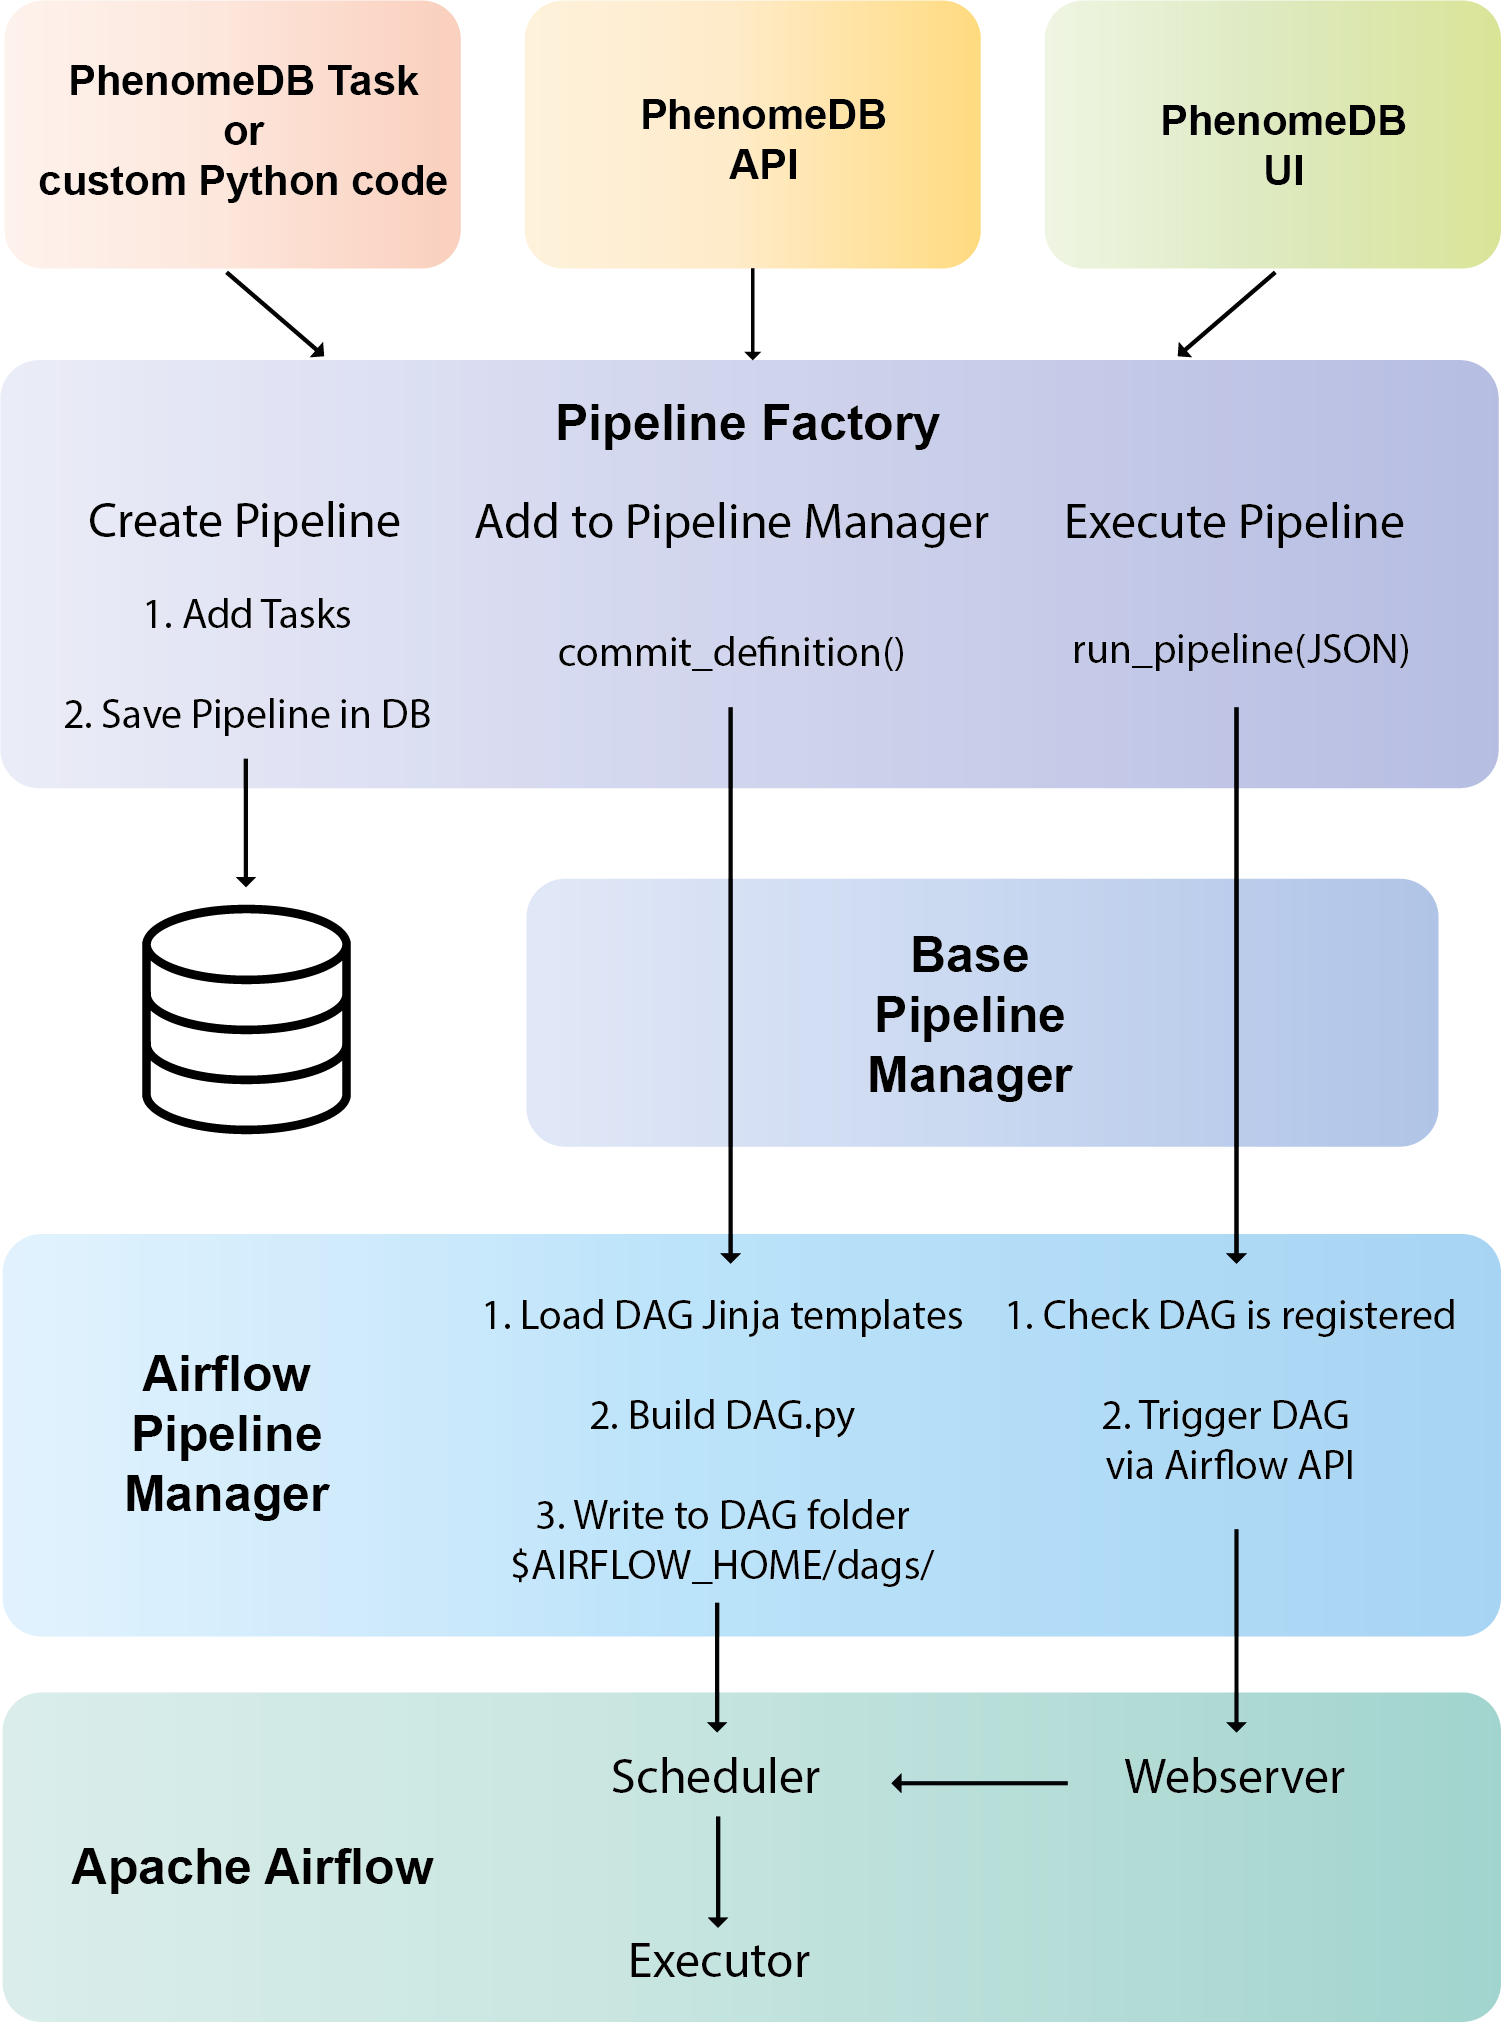 PhenomeDB Task
or
custom Python code
PhenomeDB
API
PhenomeDB
UI
Pipeline Factory
Create Pipeline
1. Add Tasks
2. Save Pipeline in DB
Add to Pipeline Manager
commit_definition()
Execute Pipeline
run_pipeline(JSON)
Base
Pipeline
Manager
Airflow
Pipeline
Manager
1. Load DAG Jinja templates
2. Build DAG.py
3. Write to DAG folder
$AIRFLOW_HOME/dags/
1. Check DAG is registered
2. Trigger DAG
via Airflow API
Apache Airflow
Scheduler
Webserver
Executor